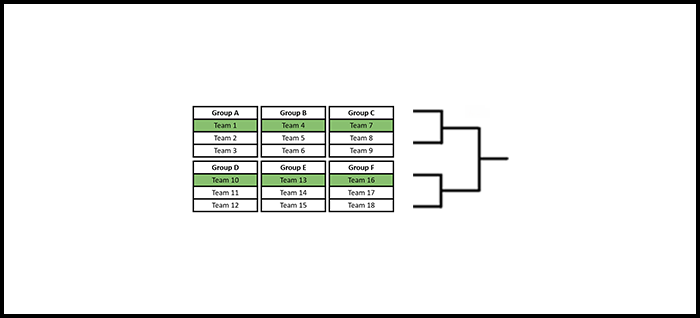 Group A Group B Group C
Team 1 Team 4 Team 7
Team 2 Team 5 Team 8
Team 3 Team 6 Team 9
Group D Group E Group F
Team 10 Team 13 Team 16
Team 11 Team 14 Team 17
Team 12 Team 15 Team 18